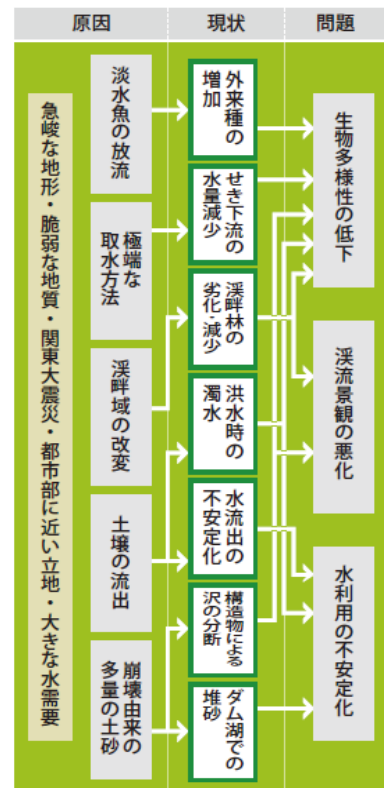 原因
現状
問題
急峻な地形・脆弱な地質・関東大震災・都市部に近い立地・大きな水需要
淡水魚の放流
極端な
取水方法
渓畔域の改変
土壌の流出
崩壊由来の
多量の土砂
外来種の
増加
せき下流の
水量減少
渓畔林の
劣化・減少
洪水時の
濁水
水流出の
不安定化
構造物による
沢の分断
ダム湖での
堆砂
生物多様性の低下
渓流景観の悪化
水利用の不安定化